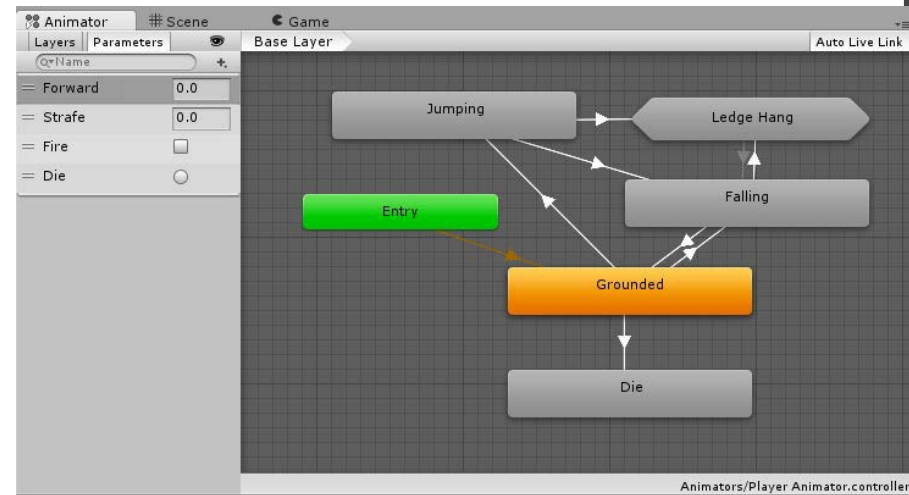 Animator Scene Game
Layers Parameters Base Layer Auto Live Link
Name
Forward 0.0
Strafe 0.0
Fire
Die
Jumping
Ledge Hang
Falling
Entry
Grounded
Die
Animators/Player Animator.controller